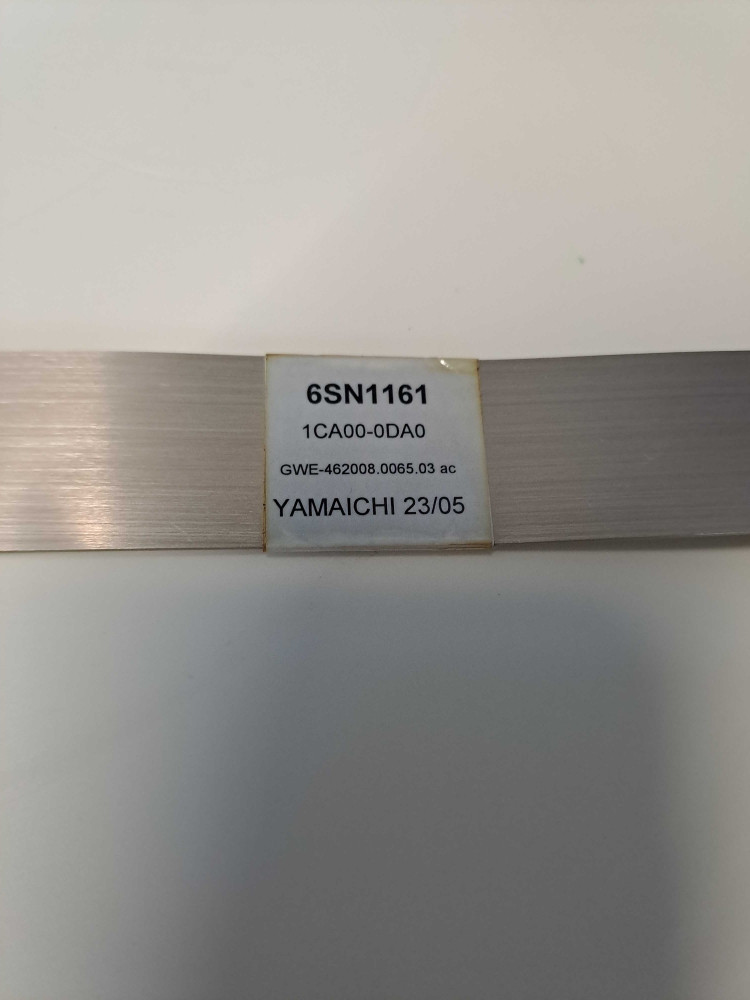 6SN1161
1CA00-0DA0
GWE-462008.0065.03 ac
YAMAICHI 23/05